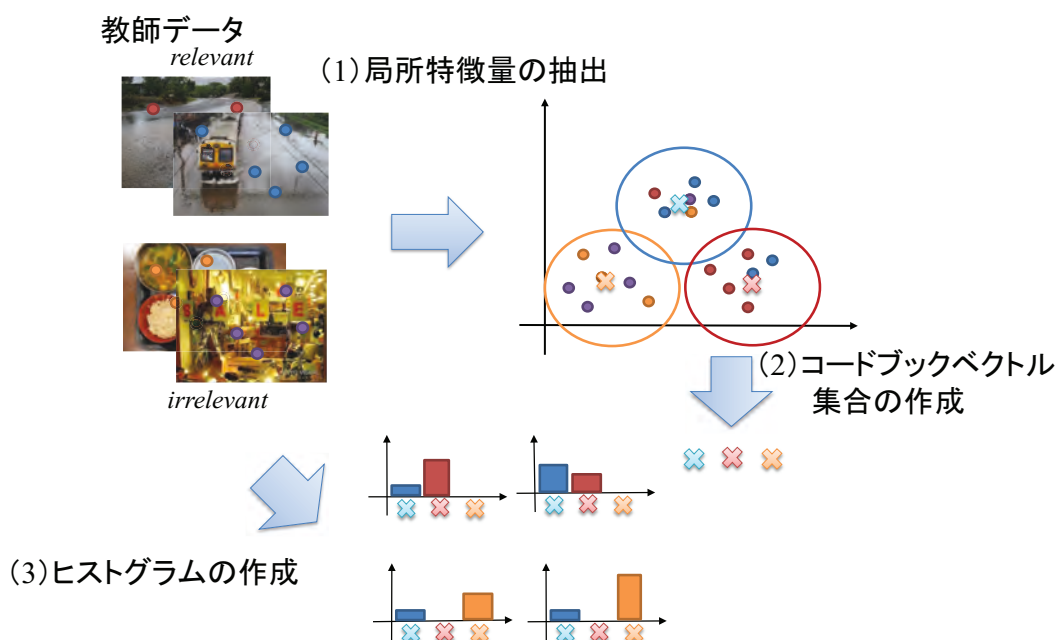 教師データ
relevant
(1)局所特徴量の抽出
SALE
irrelevant
(2)コードブックベクトル
集合の作成
(3)ヒストグラムの作成